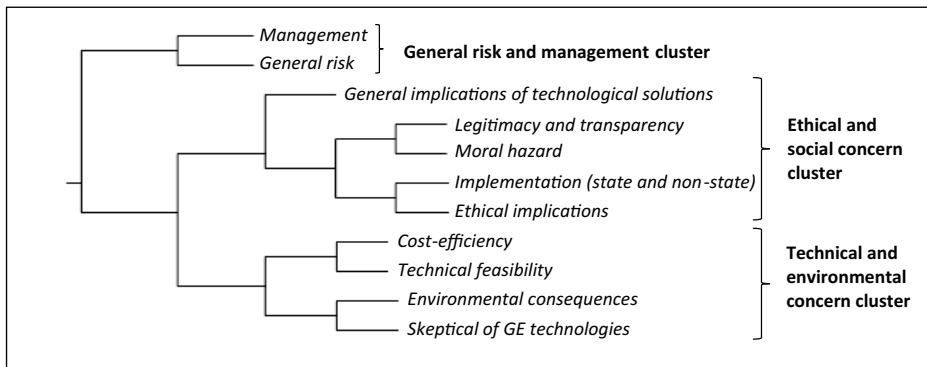 Management
General risk
General risk and management cluster
General implications of technological solutions
Legitimacy and transparency
Moral hazard
Implementation (state and non-state)
Ethical implications
Ethical and
social concern
cluster
Cost-efficiency
Technical feasibility
Environmental consequences
Skeptical of GE technologies
Technical and
environmental
concern cluster